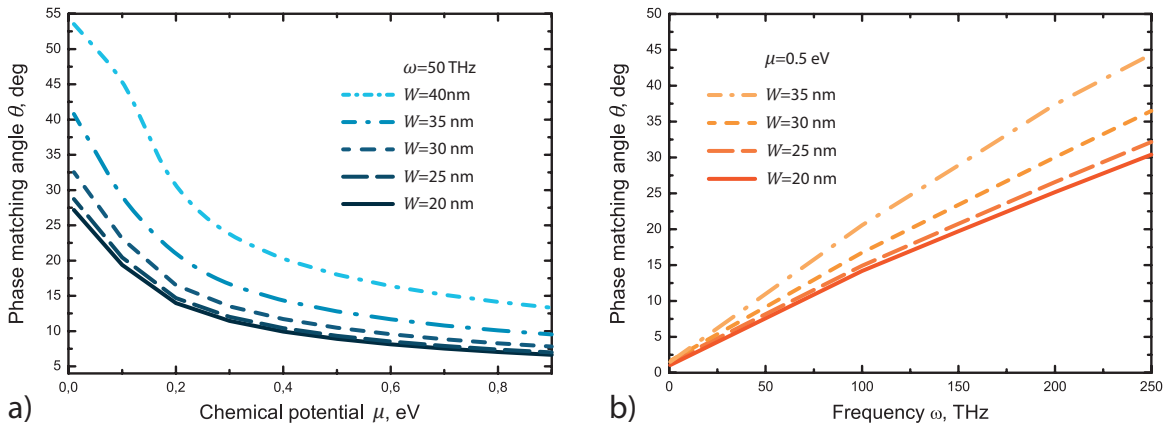 55
50
45
40
35
30
25
20
15
10
5
Phase matching angle θ, deg
ω=50 THz
W=40nm
W=35 nm
W=30 nm
W=25 nm
W=20 nm
0,0 0,2 0,4 0,6 0,8
Chemical potential μ, eV
a)
50
45
40
35
30
25
20
15
10
5
0
Phase matching angle θ, deg
μ=0.5 eV
W=35 nm
W=30 nm
W=25 nm
W=20 nm
0 50 100 150 200 250
Frequency ω, THz
b)